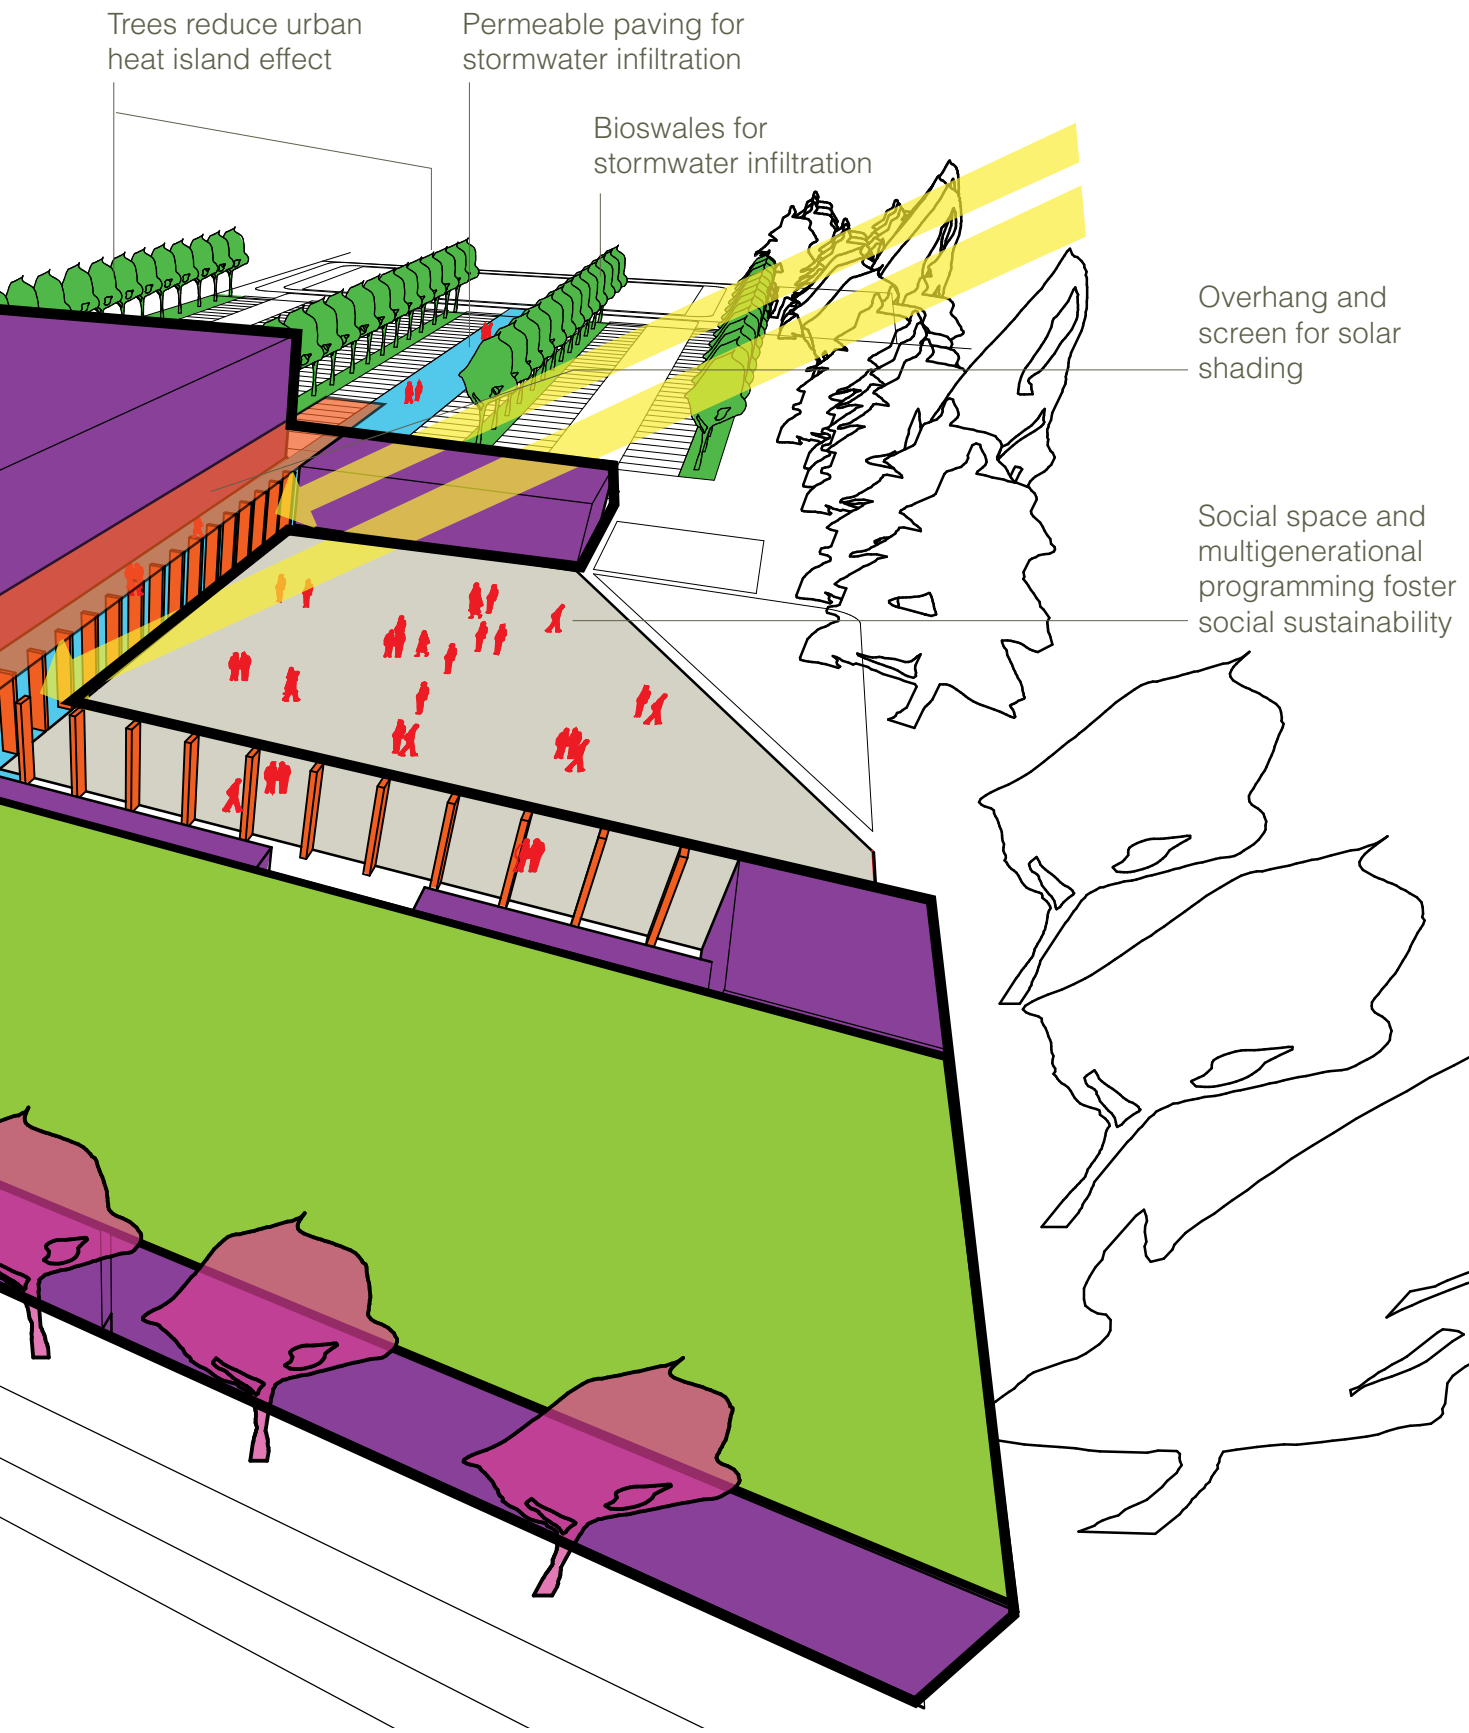 Trees reduce urban
heat island effect
Permeable paving for
stormwater infiltration
Bioswales for
stormwater infiltration
Overhang and
screen for solar
shading
Social space and
multigenerational
programming foster
social sustainability